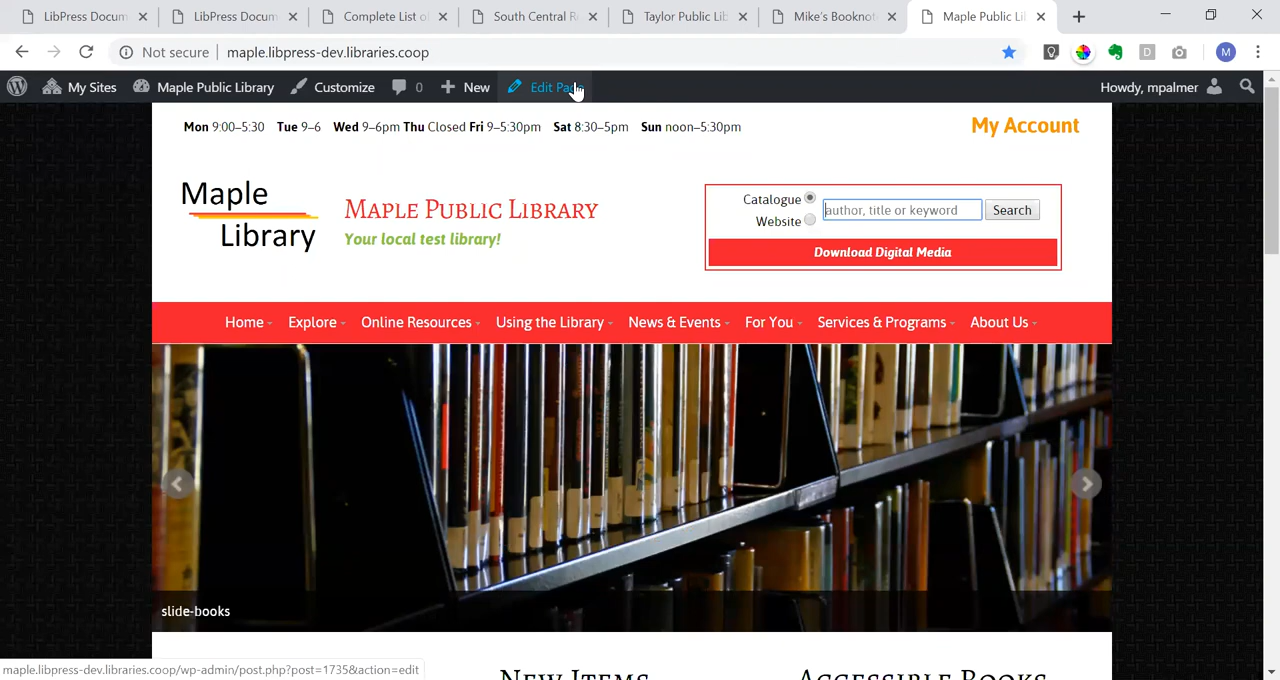 LibPress Docum
LibPress Docum
Complete List o
South Central R
Taylor Public Lib
Mike's Booknot
Maple Public Li
Not secure
maple.libpress-dev.libraries.coop
D
M
My Sites
Maple Public Library
Customize
0
New
Edit Pag
Howdy, mpalmer
Mon 9:00–5:30 Tue 9–6 Wed 9–6pm Thu Closed Fri 9–5:30pm Sat 8:30–5pm Sun noon–5:30pm
My Account
Maple
Library
Maple Public Library
Your local test library!
Catalogue
Website
author, title or keyword
Search
Download Digital Media
Home
Explore
Online Resources
Using the Library
News & Events
For You
Services & Programs
About Us
slide-books
maple.libpress-dev.libraries.coop/wp-admin/post.php?post=1735&action=edit
New Items
Accessible Books